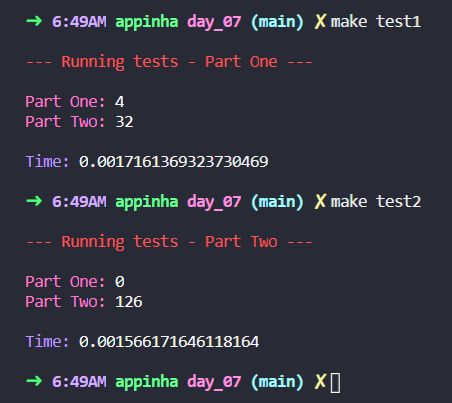 ➜ 6:49AM appinha day_07 (main) ✗ make test1
--- Running tests - Part One ---
Part One: 4
Part Two: 32
Time: 0.0017161369323730469
➜ 6:49AM appinha day_07 (main) ✗ make test2
--- Running tests - Part Two ---
Part One: 0
Part Two: 126
Time: 0.001566171646118164
➜ 6:49AM appinha day_07 (main) ✗